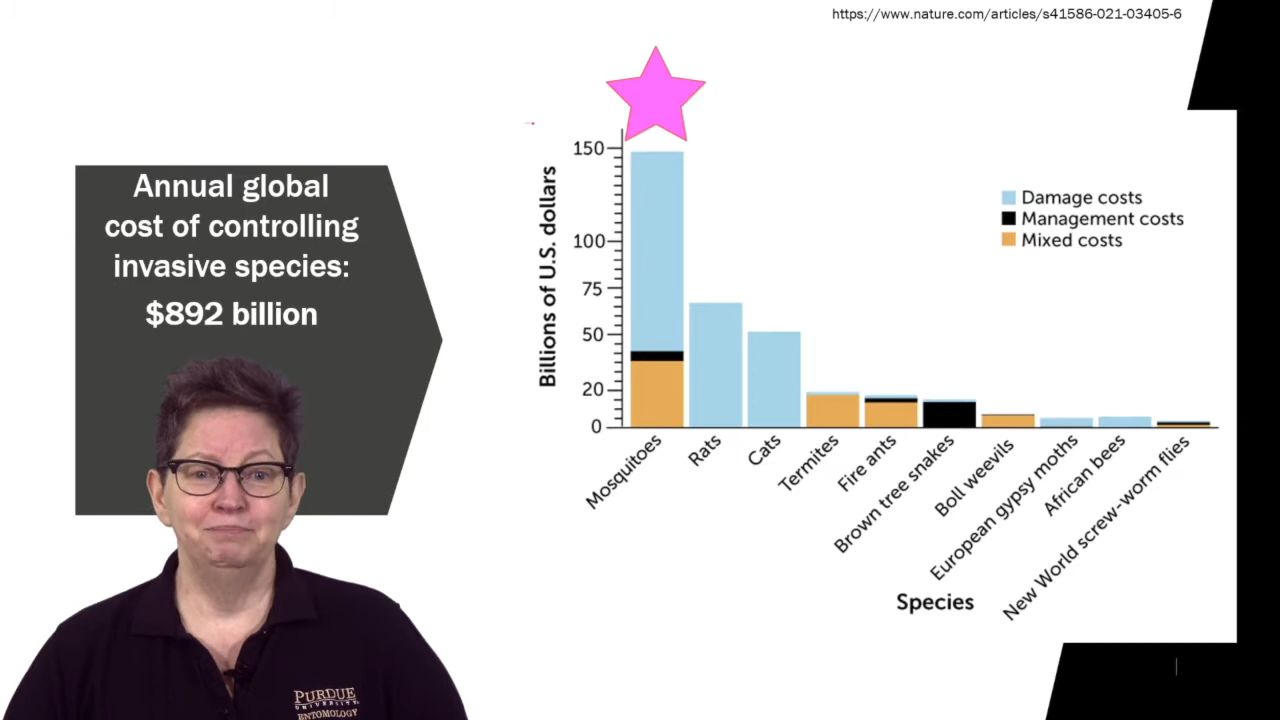 https://www.nature.com/articles/s41586-021-03405-6
Annual global
cost of controlling
invasive species:
$892 billion
Billions of U.S. dollars
150
100
75
50
20
0
Damage costs
Management costs
Mixed costs
Mosquitoes
Rats
Cats
Termites
Fire ants
Brown tree snakes
Boll weevils
European gypsy moths
African bees
New World screw-worm flies
Species
PURDUE
UNIVERSITY
ENTOMOLOGY